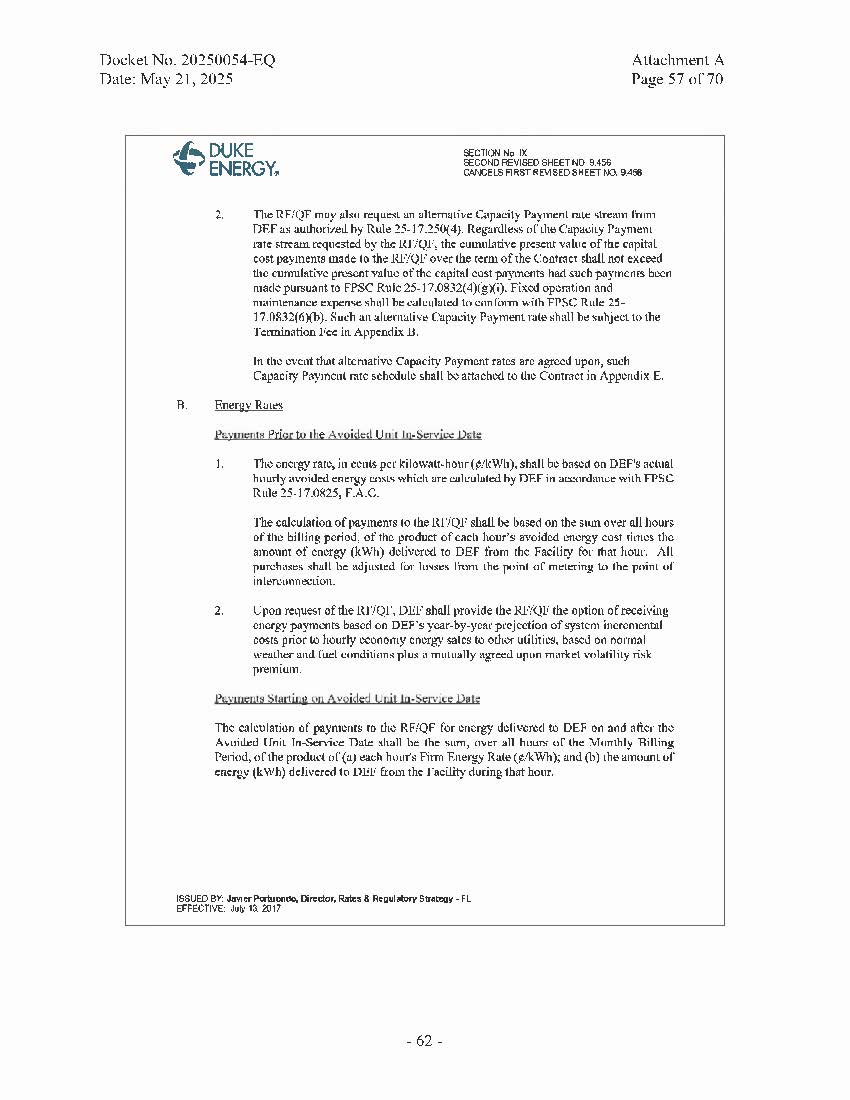 Docket No. 20250054-EQ
Date: May 21, 2025
Attachment A
Page 57 of 70
DUKE
ENERGY®
SECTION No. IX
SECOND REVISED SHEET NO. 9.456
CANCELS FIRST REVISED SHEET NO. 9.456
2. The RF/QF may also request an alternative Capacity Payment rate stream from
DEF as authorized by Rule 25-17.250(4). Regardless of the Capacity Payment
rate stream requested by the RF/QF, the cumulative present value of the capital
cost payments made to the RF/QF over the term of the Contract shall not exceed
the cumulative present value of the capital cost payments had such payments been
made pursuant to FPSC Rule 25-17.0832(4)(g)(i). Fixed operation and
maintenance expense shall be calculated to conform with FPSC Rule 25-
17.0832(6)(b). Such an alternative Capacity Payment rate shall be subject to the
Termination Fee in Appendix B.
In the event that alternative Capacity Payment rates are agreed upon, such
Capacity Payment rate schedule shall be attached to the Contract in Appendix E.
B. Energy Rates
Payments Prior to the Avoided Unit In-Service Date
1. The energy rate, in cents per kilowatt-hour (¢/kWh), shall be based on DEF's actual
hourly avoided energy costs which are calculated by DEF in accordance with FPSC
Rule 25-17.0825, F.A.C.
The calculation of payments to the RF/QF shall be based on the sum over all hours
of the billing period, of the product of each hour's avoided energy cost times the
amount of energy (kWh) delivered to DEF from the Facility for that hour. All
purchases shall be adjusted for losses from the point of metering to the point of
interconnection.
2. Upon request of the RF/QF, DEF shall provide the RF/QF the option of receiving
energy payments based on DEF's year-by-year projection of system incremental
costs prior to hourly economy energy sales to other utilities, based on normal
weather and fuel conditions plus a mutually agreed upon market volatility risk
premium.
Payments Starting on Avoided Unit In-Service Date
The calculation of payments to the RF/QF for energy delivered to DEF on and after the
Avoided Unit In-Service Date shall be the sum, over all hours of the Monthly Billing
Period, of the product of (a) each hour's Firm Energy Rate (¢/kWh); and (b) the amount of
energy (kWh) delivered to DEF from the Facility during that hour.
ISSUED BY: Javier Portuondo, Director, Rates & Regulatory Strategy - FL
EFFECTIVE: July 13, 2017
- 62 -